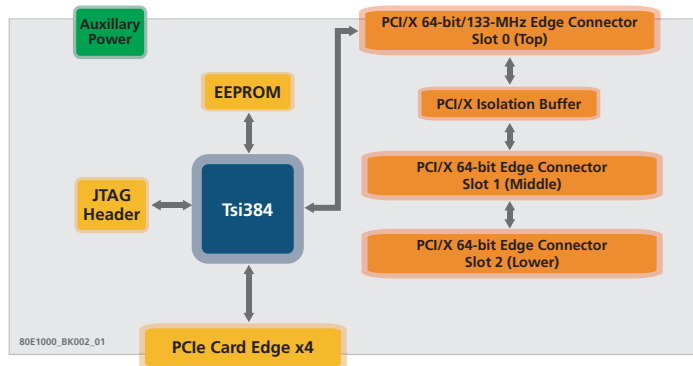 Auxillary
Power
PCI/X 64-bit/133-MHz Edge Connector
Slot 0 (Top)
EEPROM
PCI/X Isolation Buffer
JTAG
Header
Tsi384
PCI/X 64-bit Edge Connector
Slot 1 (Middle)
PCI/X 64-bit Edge Connector
Slot 2 (Lower)
80E1000_BK002_01
PCIe Card Edge x4